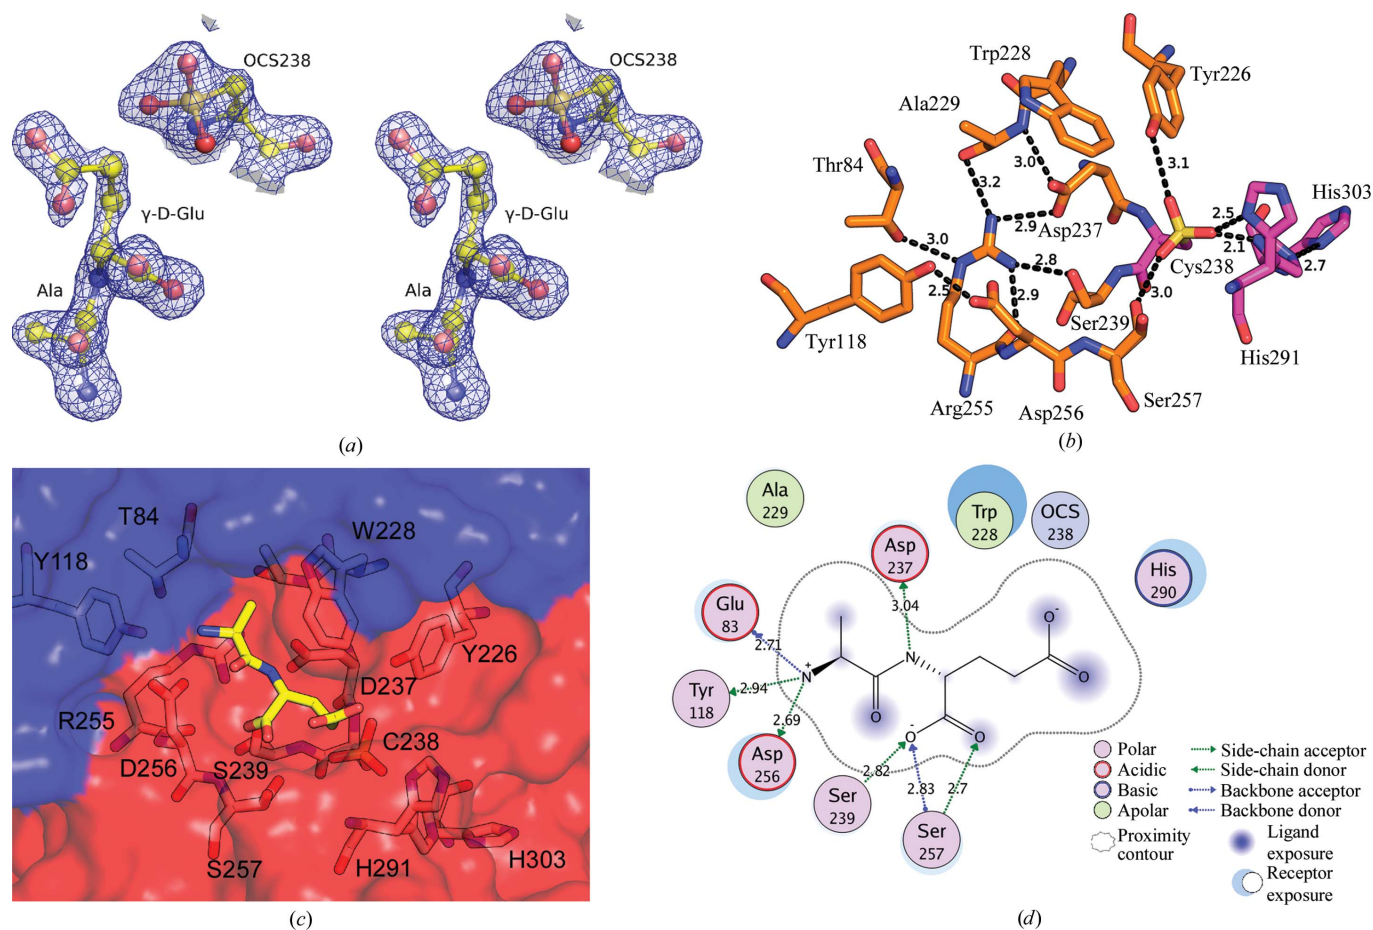 OCS238
γ-D-Glu
Ala
OCS238
γ-D-Glu
Ala
(a)
Trp228
Tyr226
Ala229
Thr84
3.0
3.1
3.2
His303
2.5
2.9
Asp237
2.1
3.0
2.8
Cys238
2.7
2.5
2.9
3.0
Ser239
Tyr118
His291
Arg255
Asp256
Ser257
(b)
T84
W228
Y118
Y226
D237
R255
C238
D256
S239
S257
H291
H303
(c)
Ala
229
Trp
228
OCS
238
Asp
237
His
290
Glu
83
3.04
2.71
O
-
N
+
N
O
Tyr
118
2.94
O
2.69
-
O
O
Asp
256
2.82
Ser
239
2.83
2.7
Ser
257
Polar
Acidic
Basic
Apolar
Proximity
contour
Side-chain acceptor
Side-chain donor
Backbone acceptor
Backbone donor
Ligand
exposure
Receptor
exposure
(d)